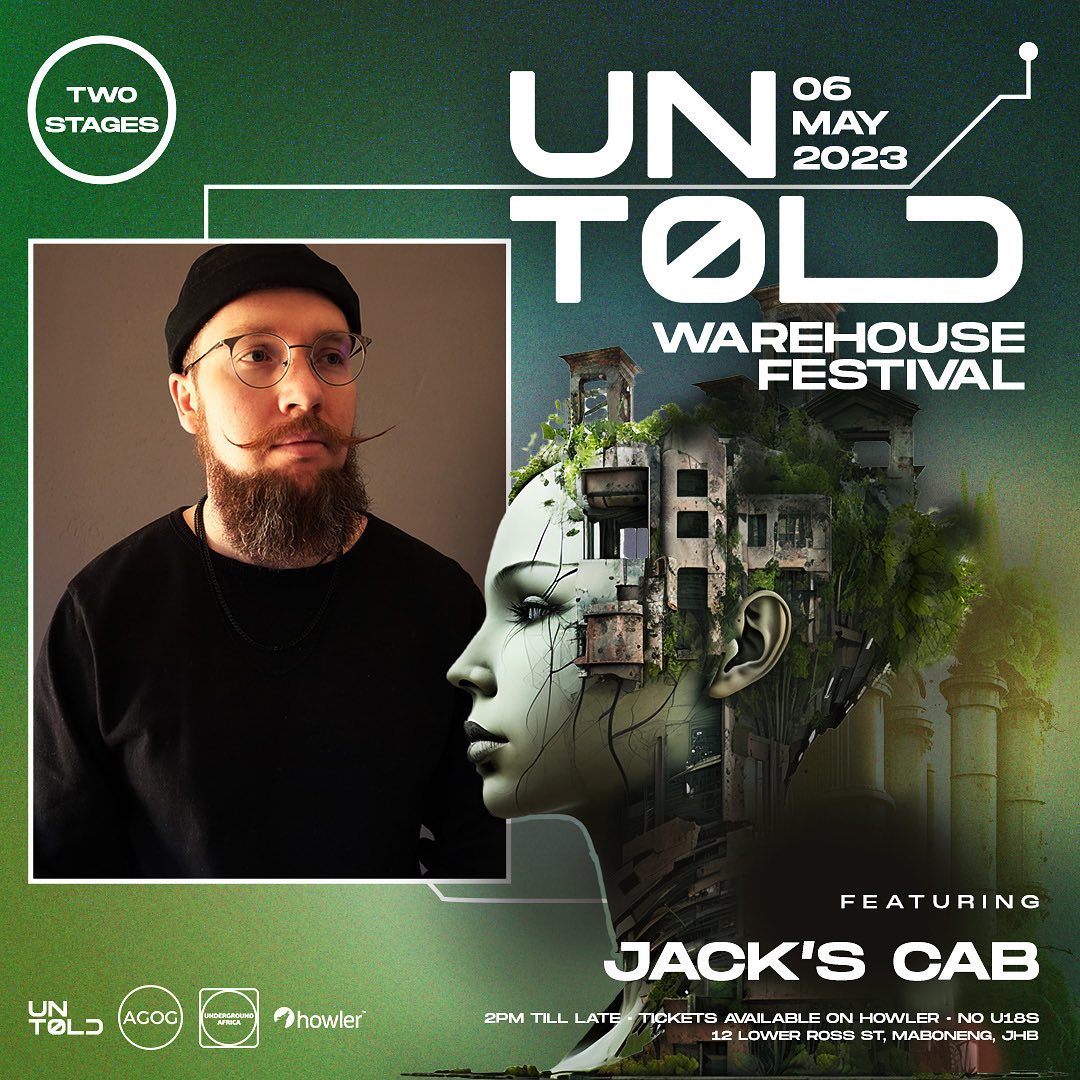 TWO
STAGES
UN
TØLD
06
MAY
2023
WAREHOUSE
FESTIVAL
FEATURING
JACK'S CAB
2PM TILL LATE • TICKETS AVAILABLE ON HOWLER • NO U18S
12 LOWER ROSS ST, MABONENG, JHB
UN
TØLD
AGOG
UNDERGROUND
AFRICA
howler™